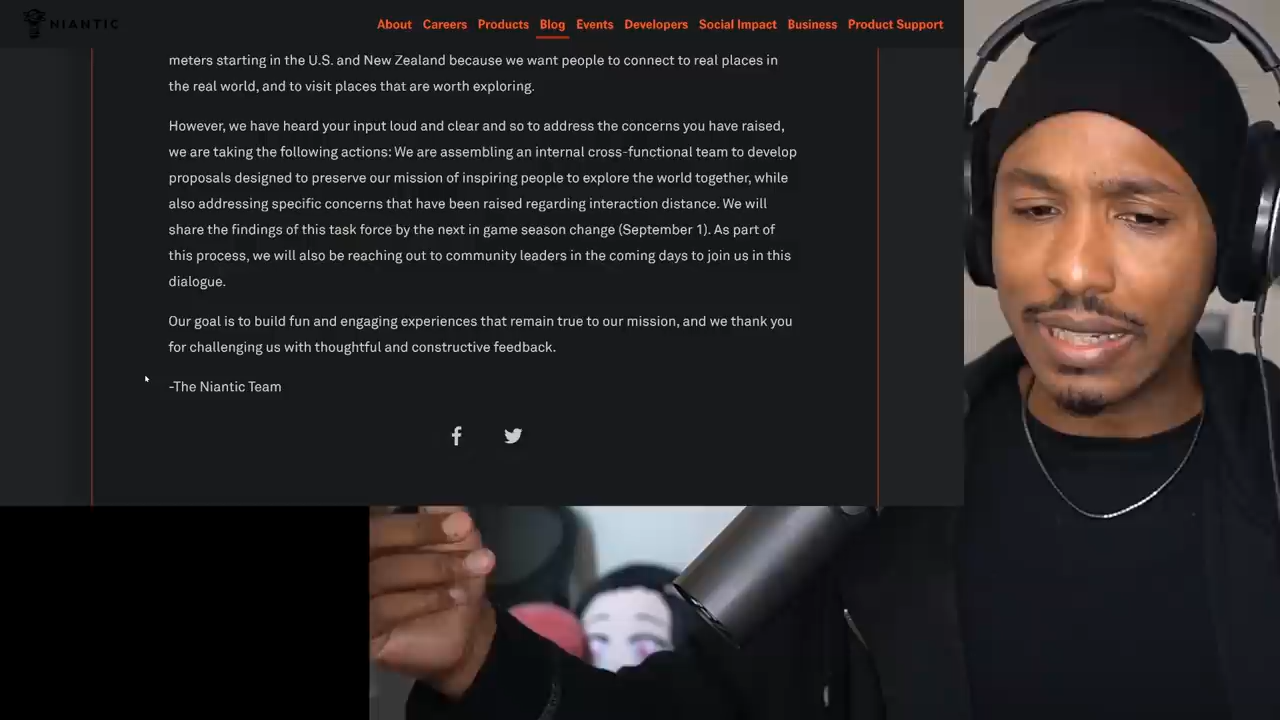 NIANTIC
About Careers Products Blog Events Developers Social Impact Business Product Support
meters starting in the U.S. and New Zealand because we want people to connect to real places in
the real world, and to visit places that are worth exploring.
However, we have heard your input loud and clear and so to address the concerns you have raised,
we are taking the following actions: We are assembling an internal cross-functional team to develop
proposals designed to preserve our mission of inspiring people to explore the world together, while
also addressing specific concerns that have been raised regarding interaction distance. We will
share the findings of this task force by the next in game season change (September 1). As part of
this process, we will also be reaching out to community leaders in the coming days to join us in this
dialogue.
Our goal is to build fun and engaging experiences that remain true to our mission, and we thank you
for challenging us with thoughtful and constructive feedback.
-The Niantic Team